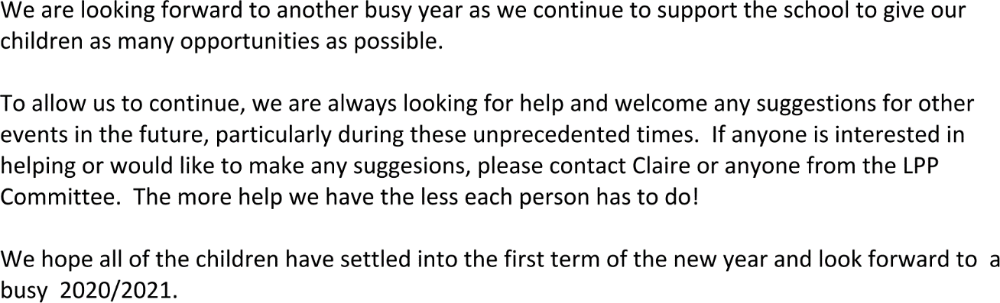 We are looking forward to another busy year as we continue to support the school to give our
children as many opportunities as possible.
To allow us to continue, we are always looking for help and welcome any suggestions for other
events in the future, particularly during these unprecedented times.  If anyone is interested in
helping or would like to make any suggesions, please contact Claire or anyone from the LPP
Committee.  The more help we have the less each person has to do!
We hope all of the children have settled into the first term of the new year and look forward to  a
busy  2020/2021.